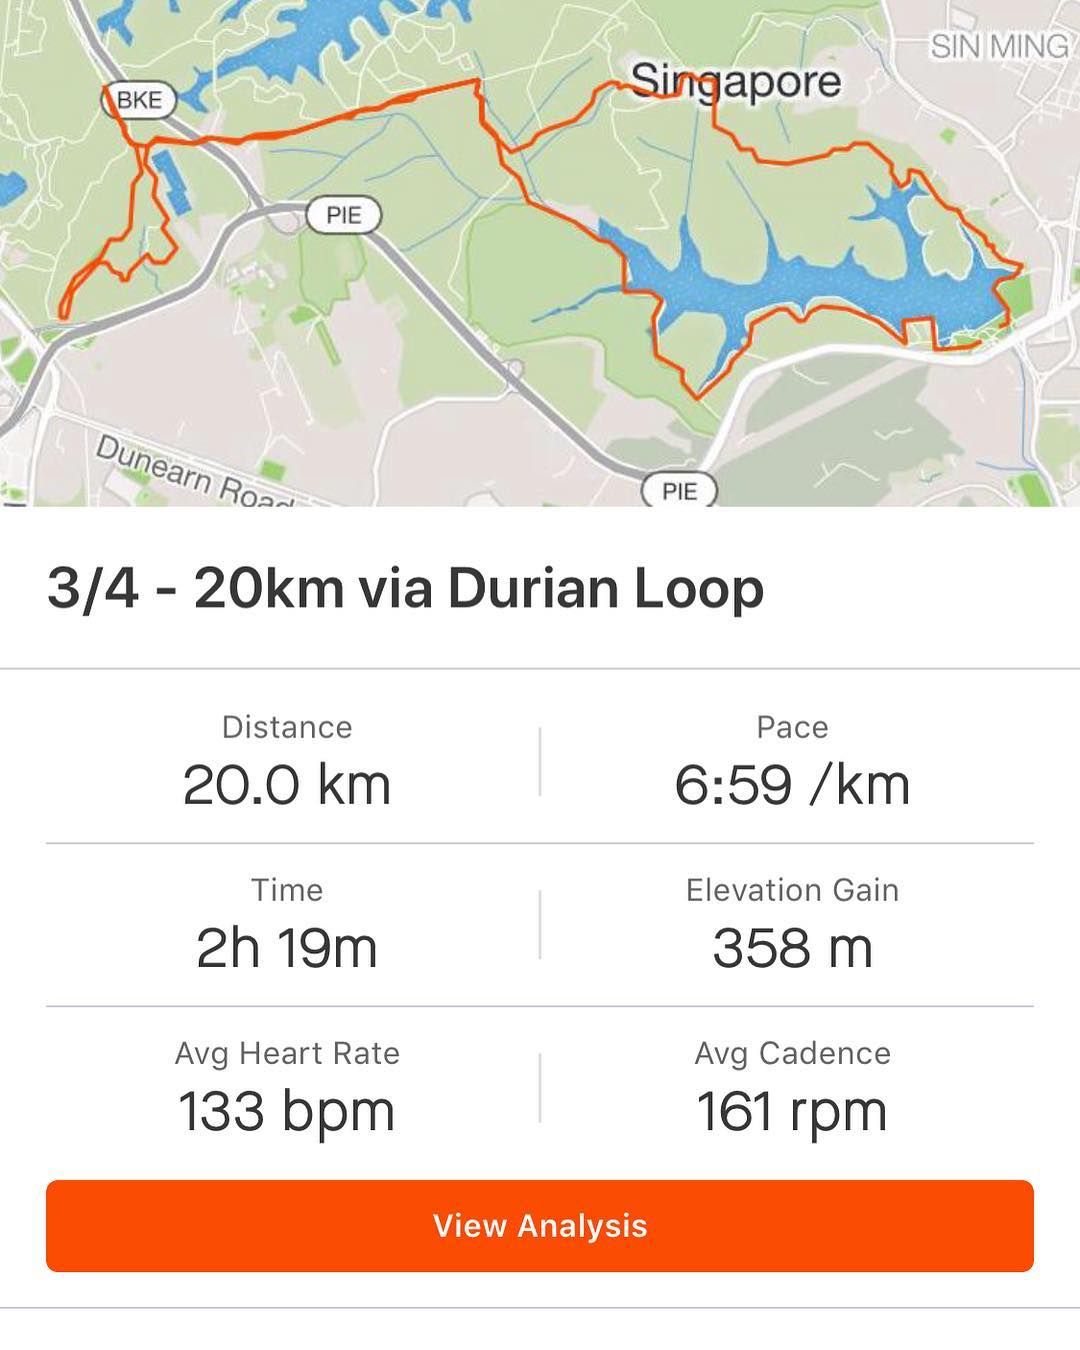 SIN MING
Singapore
BKE
PIE
Dunearn Road
PIE
3/4 - 20km via Durian Loop
Distance
20.0 km
Pace
6:59 /km
Time
2h 19m
Elevation Gain
358 m
Avg Heart Rate
133 bpm
Avg Cadence
161 rpm
View Analysis